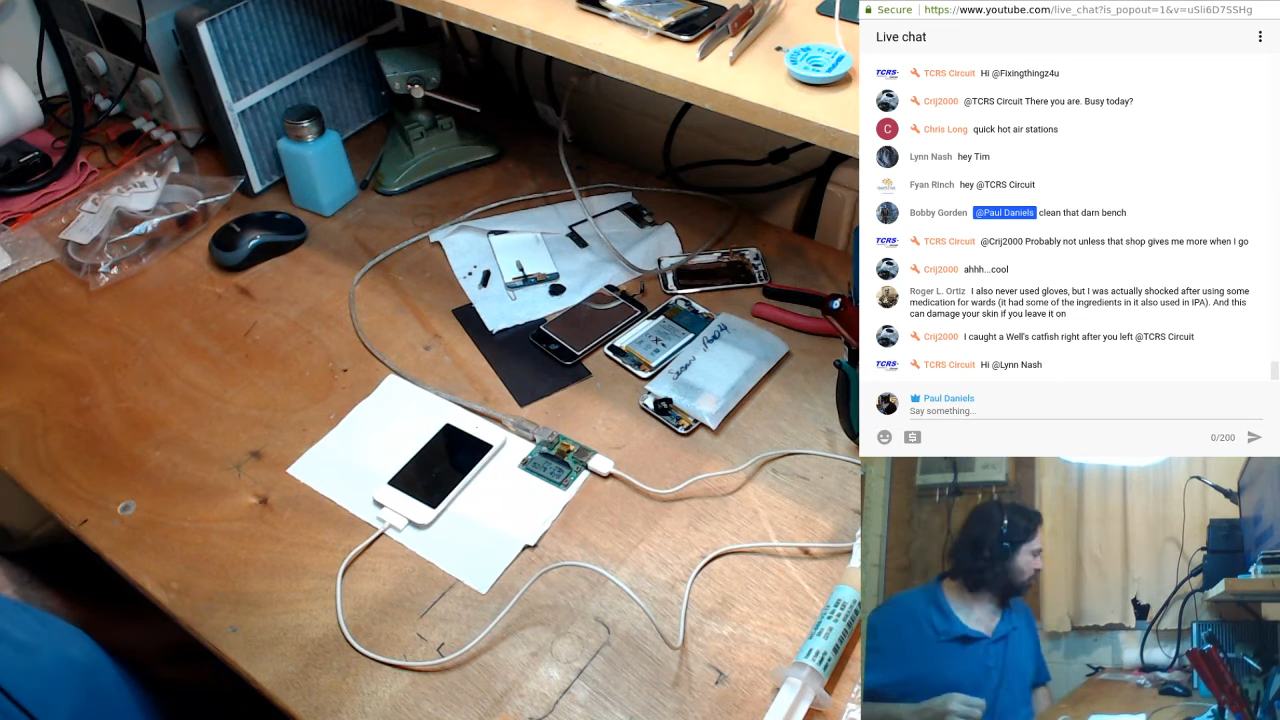 Secure https://www.youtube.com/live_chat?is_popout=1&v=uSli6D7SSHg
Live chat
TCRS Circuit Hi @Fixingthingz4u
Crij2000 @TCRS Circuit There you are. Busy today?
C Chris Long quick hot air stations
Lynn Nash hey Tim
Fyan Rinch hey @TCRS Circuit
Bobby Gorden @Paul Daniels clean that darn bench
TCRS Circuit @Crij2000 Probably not unless that shop gives me more when I go
Crij2000 ahhh...cool
Roger L. Ortiz I also never used gloves, but I was actually shocked after using some
medication for wards (it had some of the ingredients in it also used in IPA). And this
can damage your skin if you leave it on
Crij2000 I caught a Well's catfish right after you left @TCRS Circuit
TCRS Circuit Hi @Lynn Nash
Paul Daniels
Say something...
0/200